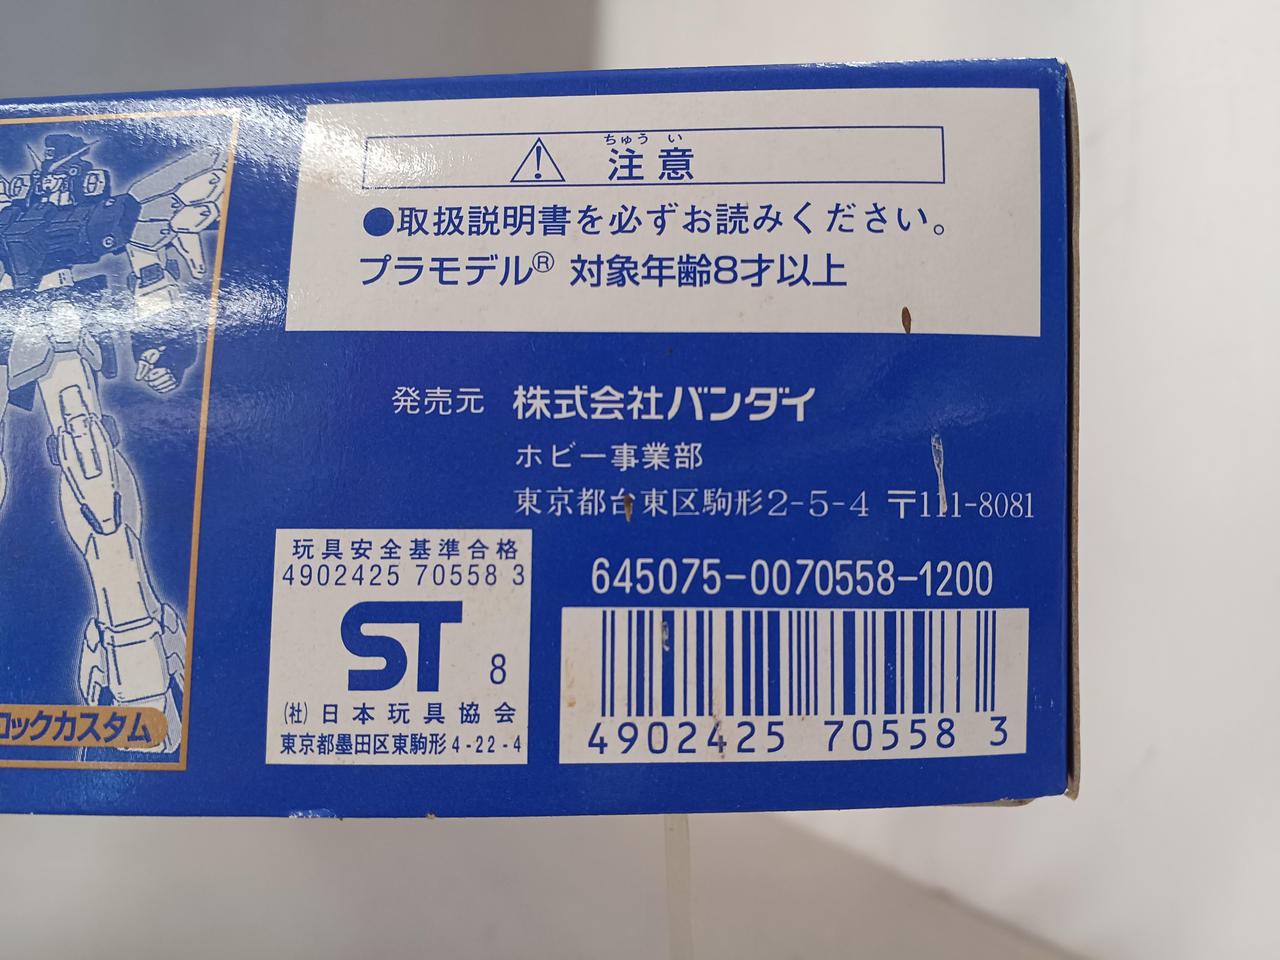 ちゅう い
注意
●取扱説明書を必ずお読みください。
プラモデル® 対象年齢8才以上
発売元 株式会社バンダイ
ホビー事業部
東京都台東区駒形2-5-4 〒111-8081
645075-0070558-1200
4902425 70558 3
玩具安全基準合格
4902425 70558 3
ST 8
(社)日本玩具協会
東京都墨田区東駒形4-22-4
ロックカスタム